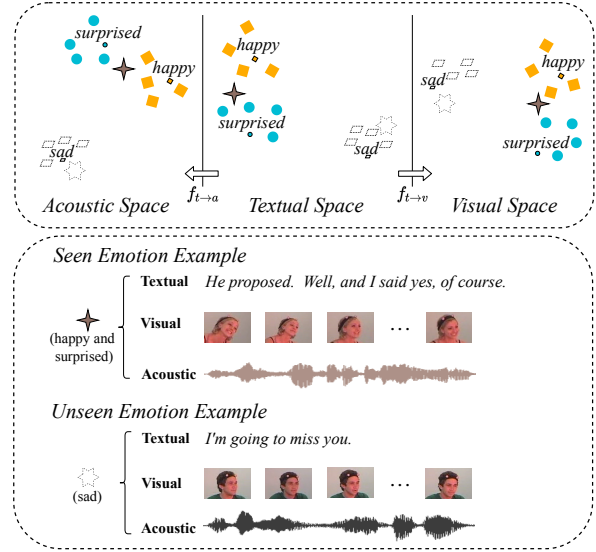 surprised
happy
sad
happy
surprised
sad
happy
sad
surprised
f t→a
f t→v
Acoustic Space
Textual Space
Visual Space
Seen Emotion Example
Textual He proposed. Well, and I said yes, of course.
Visual
(happy and
surprised)
Acoustic
Unseen Emotion Example
Textual I'm going to miss you.
Visual
(sad)
Acoustic